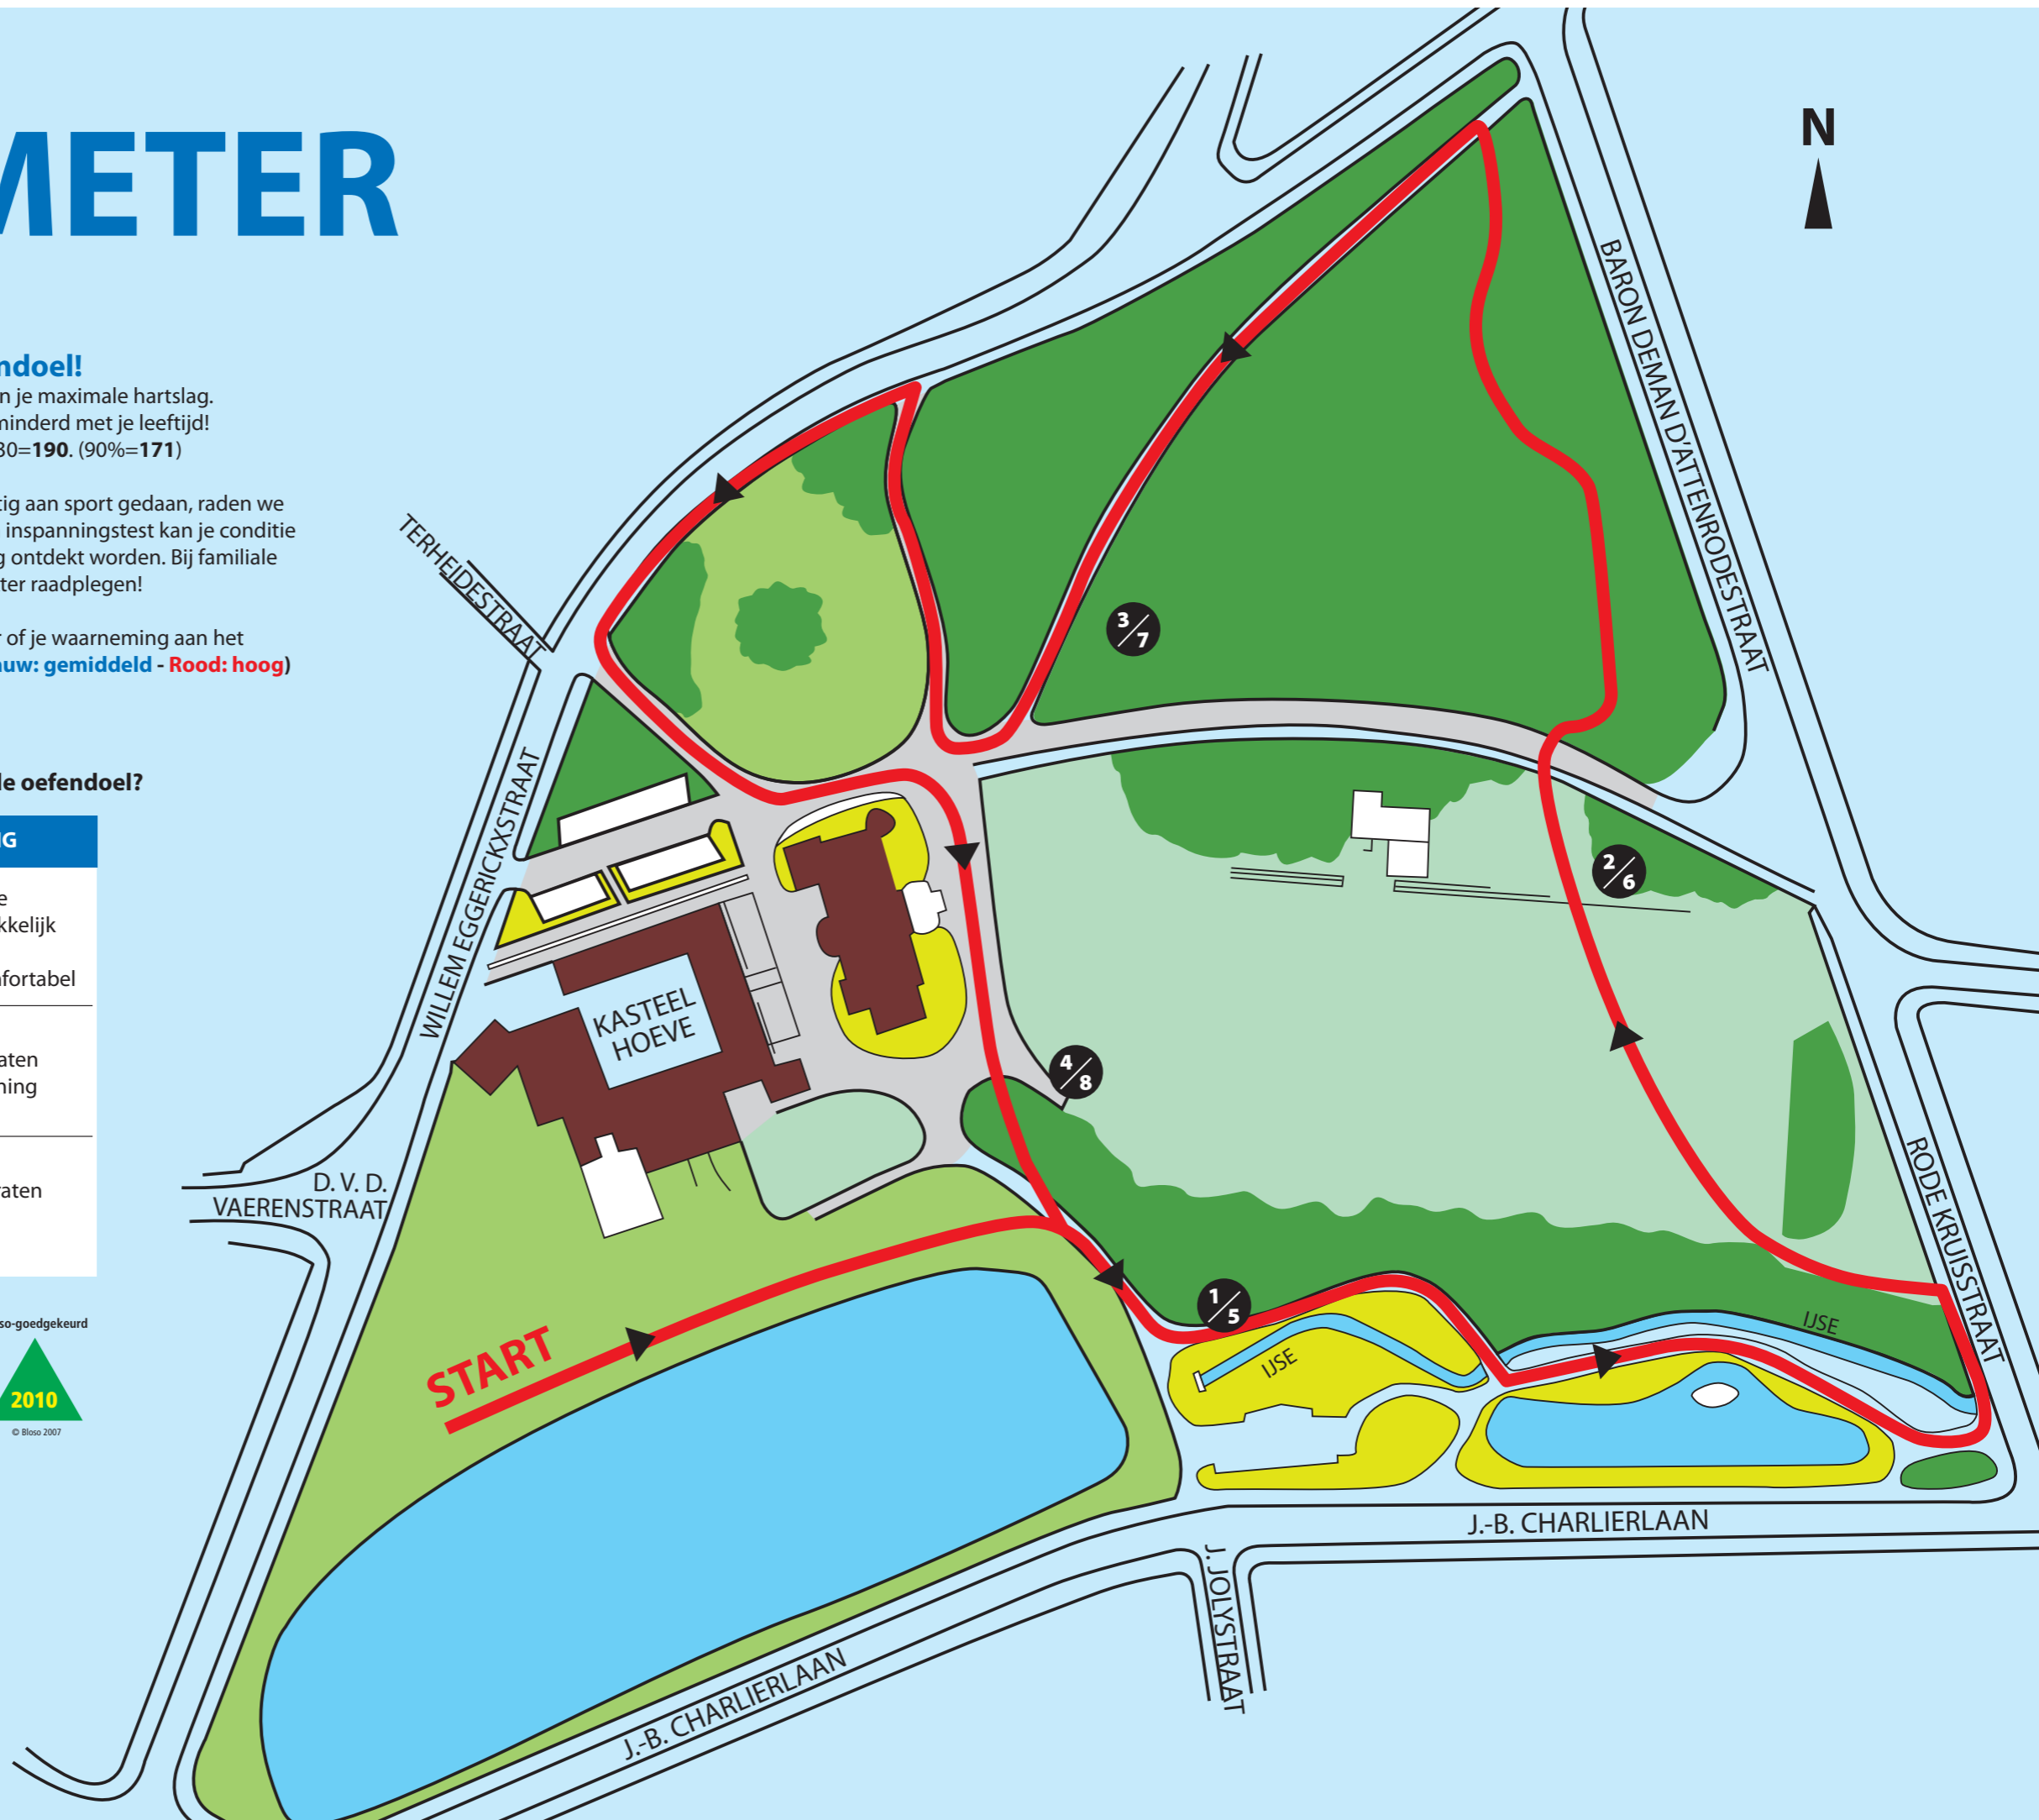 METER
ndoel!
n je maximale hartslag.
minderd met je leeftijd!
30=190. (90%=171)
tig aan sport gedaan, raden we
inspanningstest kan je conditie
g ontdekt worden. Bij familiale
ter raadplegen!
r of je waarneming aan het
auw: gemiddeld - Rood: hoog)
le oefendoel?
IG
e
kkelijk
nfortabel
aten
ning
raten
so-goedgekeurd
2010
© Bloso 2007
N
BARON DEMAN D'ATTENRODESTRAAT
TERHEIDESTRAAT
WILLEM EGGERICKXSTRAAT
3/7
2/6
KASTEEL
HOEVE
4/8
D. V. D.
VAERENSTRAAT
RODE KRUISSTRAAT
1/5
START
IJSE
IJSE
J.-B. CHARLIERLAAN
J. JOLYSTRAAT
J.-B. CHARLIERLAAN